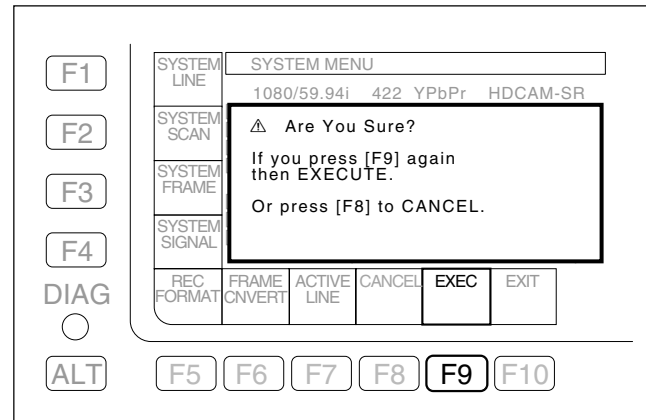 F1
F2
F3
F4
DIAG
ALT
SYSTEM
LINE
SYSTEM MENU
1080/59.94i 422 YPbPr HDCAM-SR
SYSTEM
SCAN
⚠ Are You Sure?
If you press [F9] again
then EXECUTE.
Or press [F8] to CANCEL.
SYSTEM
FRAME
SYSTEM
SIGNAL
REC
FORMAT
FRAME
CNVERT
ACTIVE
LINE
CANCEL
EXEC
EXIT
F5
F6
F7
F8
F9
F10